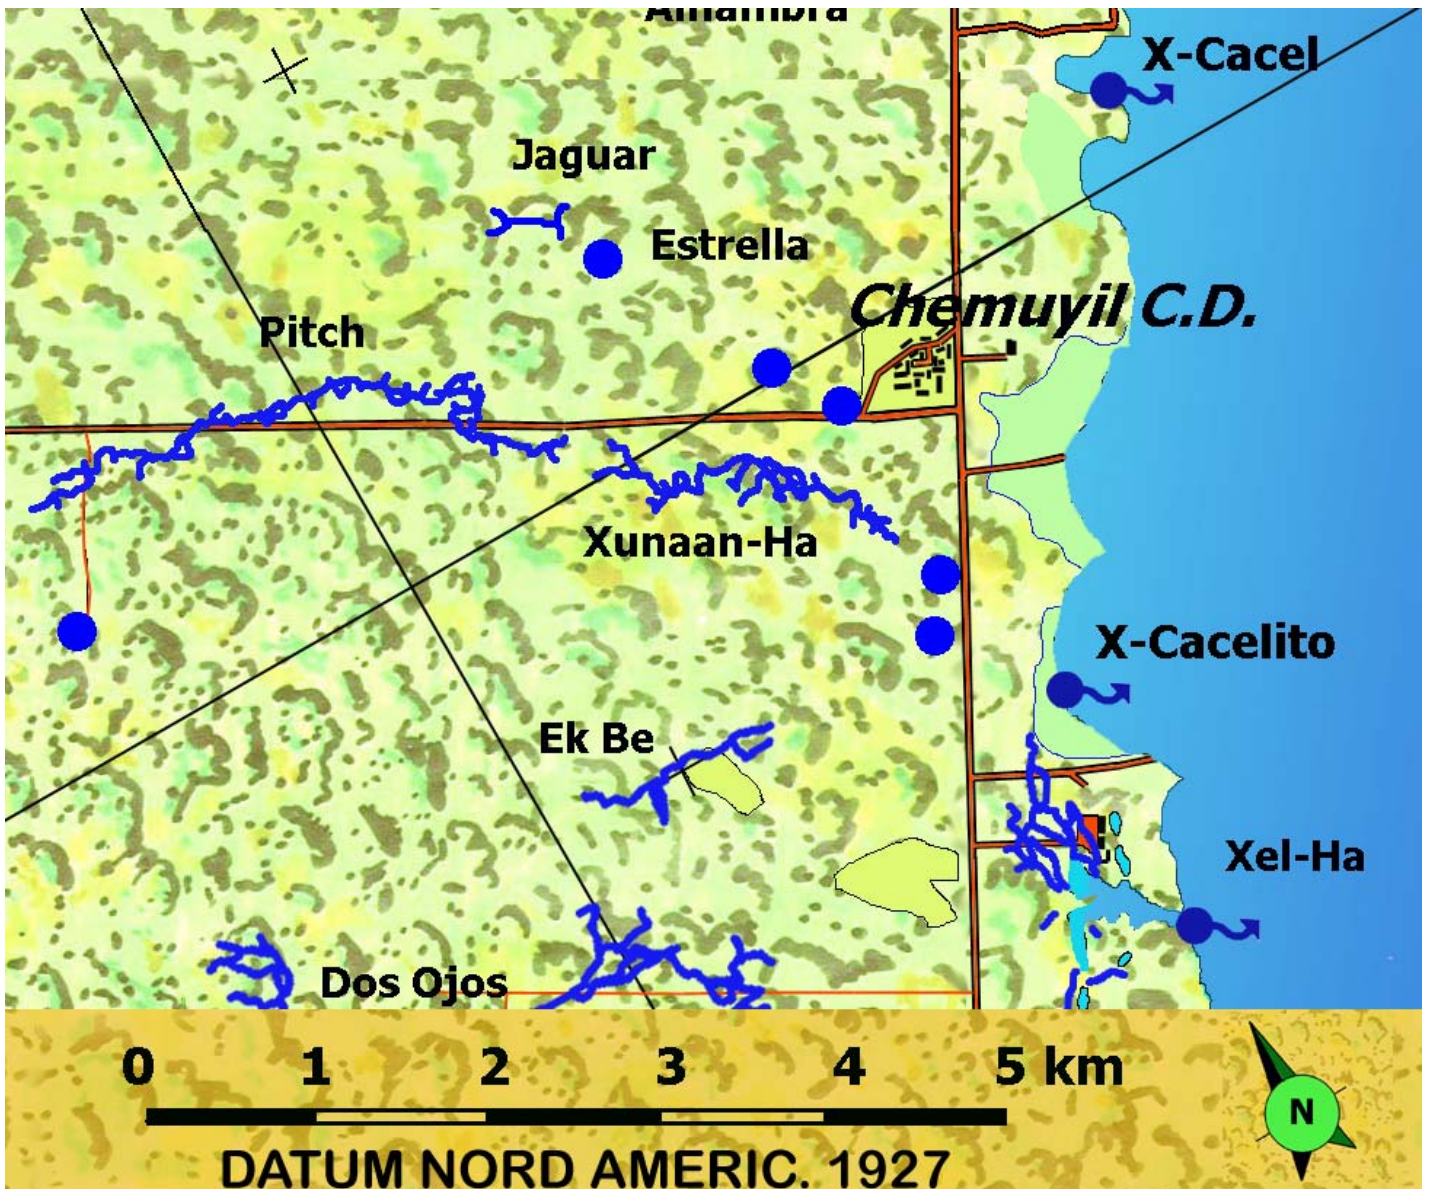 Alhambra
X-Cacel
Jaguar
Estrella
Chemuyil C.D.
Pitch
Xunaan-Ha
X-Cacelito
Ek Be
Xel-Ha
Dos Ojos
0 1 2 3 4 5 km
N
DATUM NORD AMERIC. 1927